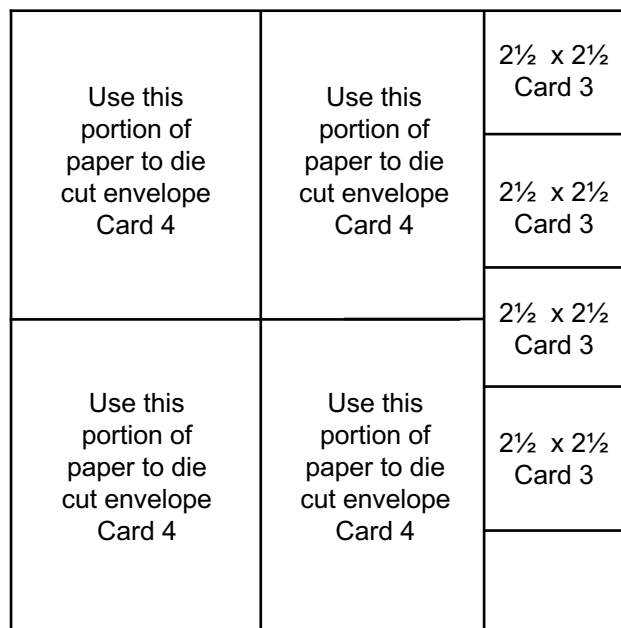 Use this
portion of
paper to die
cut envelope
Card 4
Use this
portion of
paper to die
cut envelope
Card 4
2½ x 2½
Card 3
2½ x 2½
Card 3
2½ x 2½
Card 3
2½ x 2½
Card 3
Use this
portion of
paper to die
cut envelope
Card 4
Use this
portion of
paper to die
cut envelope
Card 4